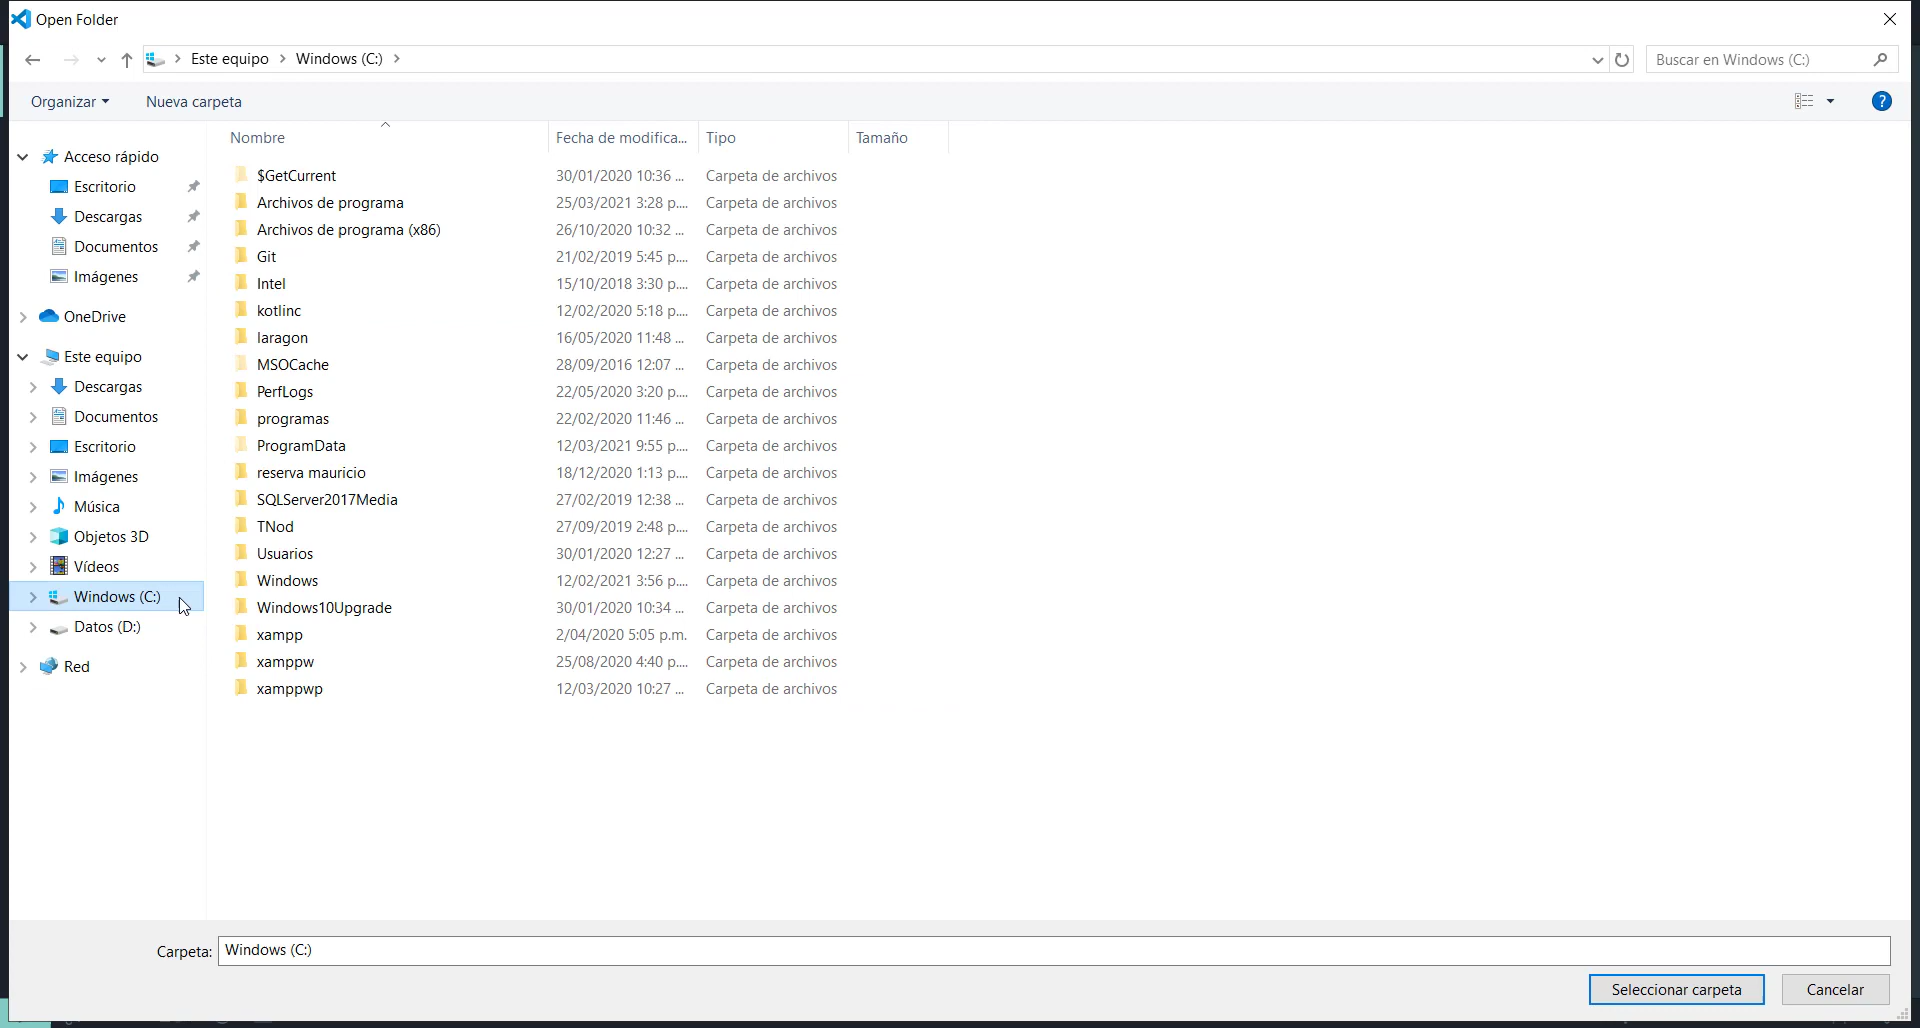 Open Folder
Este equipo Windows (C:)
Buscar en Windows (C:)
Organizar Nueva carpeta ?
Nombre Fecha de modifica... Tipo Tamaño
Acceso rápido
Escritorio
Descargas
Documentos
Imágenes
OneDrive
Este equipo
Descargas
Documentos
Escritorio
Imágenes
Música
Objetos 3D
Vídeos
Windows (C:)
Datos (D:)
Red
$GetCurrent 30/01/2020 10:36 ... Carpeta de archivos
Archivos de programa 25/03/2021 3:28 p.... Carpeta de archivos
Archivos de programa (x86) 26/10/2020 10:32 ... Carpeta de archivos
Git 21/02/2019 5:45 p.... Carpeta de archivos
Intel 15/10/2018 3:30 p.... Carpeta de archivos
kotlinc 12/02/2020 5:18 p.... Carpeta de archivos
laragon 16/05/2020 11:48 ... Carpeta de archivos
MSOCache 28/09/2016 12:07 ... Carpeta de archivos
PerfLogs 22/05/2020 3:20 p.... Carpeta de archivos
programas 22/02/2020 11:46 ... Carpeta de archivos
ProgramData 12/03/2021 9:55 p.... Carpeta de archivos
reserva mauricio 18/12/2020 1:13 p.... Carpeta de archivos
SQLServer2017Media 27/02/2019 12:38 ... Carpeta de archivos
TNod 27/09/2019 2:48 p.... Carpeta de archivos
Usuarios 30/01/2020 12:27 ... Carpeta de archivos
Windows 12/02/2021 3:56 p.... Carpeta de archivos
Windows10Upgrade 30/01/2020 10:34 ... Carpeta de archivos
xampp 2/04/2020 5:05 p.m. Carpeta de archivos
xamppw 25/08/2020 4:40 p.... Carpeta de archivos
xamppwp 12/03/2020 10:27 ... Carpeta de archivos
Carpeta: Windows (C:)
Seleccionar carpeta Cancelar